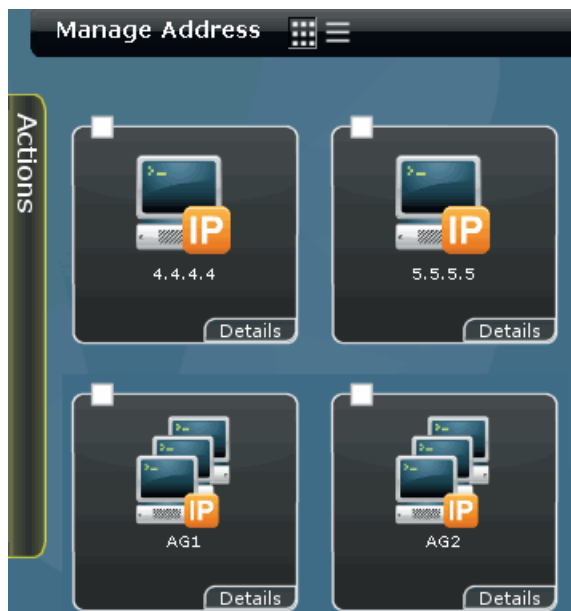 Manage Address
Actions
>_
IP
4.4.4.4
Details
>_
IP
5.5.5.5
Details
>_
>_
>_
IP
AG1
Details
>_
>_
>_
IP
AG2
Details